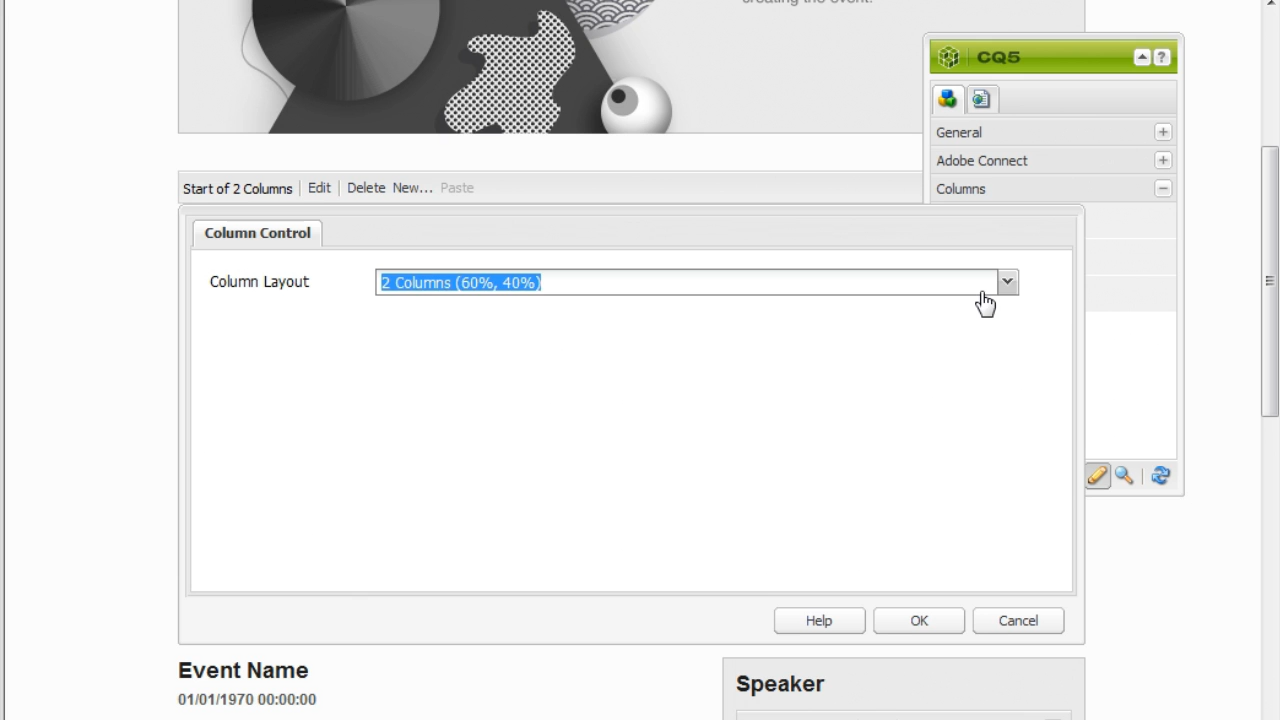 creating the event.
CQ5
?
General
Adobe Connect
Start of 2 Columns Edit Delete New... Paste
Columns
Column Control
Column Layout
2 Columns (60%, 40%)
Help OK Cancel
Event Name
Speaker
01/01/1970 00:00:00